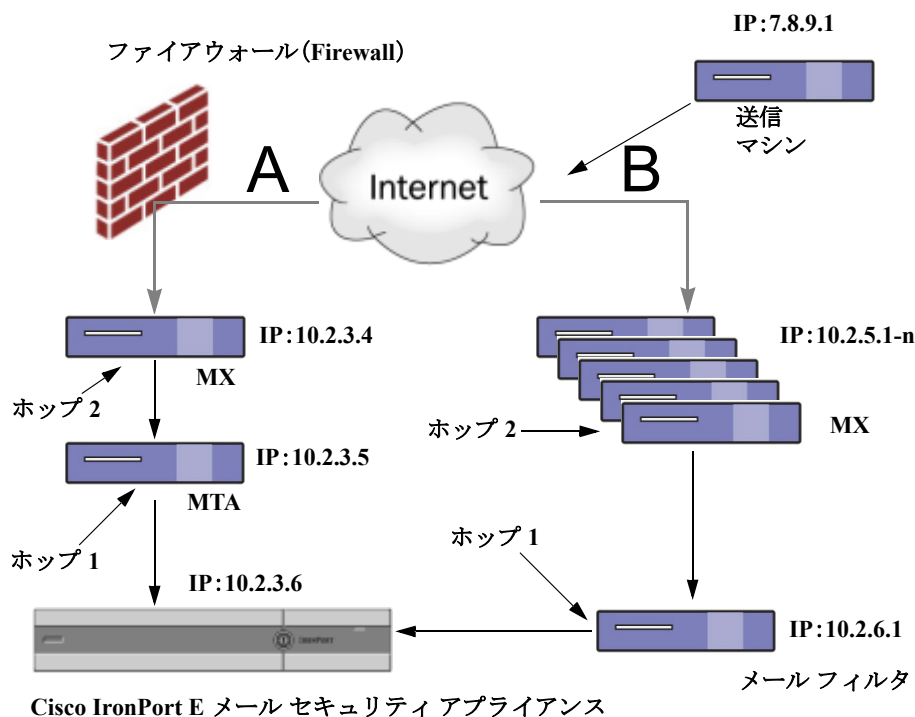 IP:7.8.9.1
ファイアウォール(Firewall)
送信
マシン
A
Internet
B
IP:10.2.3.4
MX
ホップ 2
IP:10.2.5.1-n
MX
ホップ 2
IP:10.2.3.5
MTA
ホップ 1
ホップ 1
IP:10.2.3.6
IRONPORT
IP:10.2.6.1
メール フィルタ
Cisco IronPort E メール セキュリティ アプライアンス